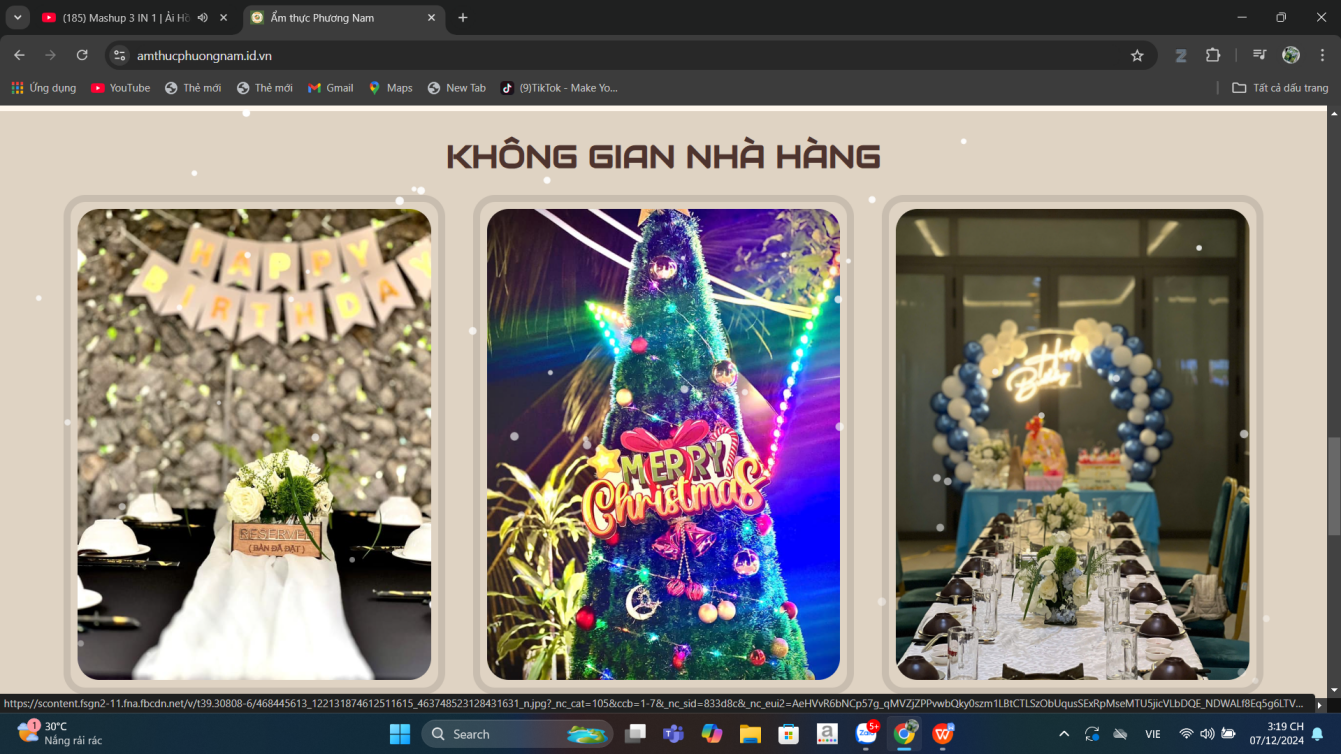 (185) Mashup 3 IN 1 | Ải Hồ
Ẩm thực Phương Nam
amthucphuongnam.id.vn
Ứng dụng
YouTube
Thẻ mới
Thẻ mới
Gmail
Maps
New Tab
(9)TikTok - Make Yo...
Tất cả dấu trang
KHÔNG GIAN NHÀ HÀNG
HAPPY
BIRTHDA
RESERVE
( BÀN ĐÃ ĐẶT )
MERRY
Christmas
https://scontent.fsgn2-11.fna.fbcdn.net/v/t39.30808-6/468445613_122131874612511615_463748523128431631_n.jpg?_nc_cat=105&ccb=1-7&_nc_sid=833d8c&_nc_eui2=AeHVvR6bNCp57g_qMVZjZPPvwbQky0szm1LBtCTLSzObUqusSExRpMseMTU5jicVLbDQE_NDWALf8Eq5g6LTV...
1
30°C
Nắng rải rác
Search
5+
VIE
3:19 CH
07/12/2024